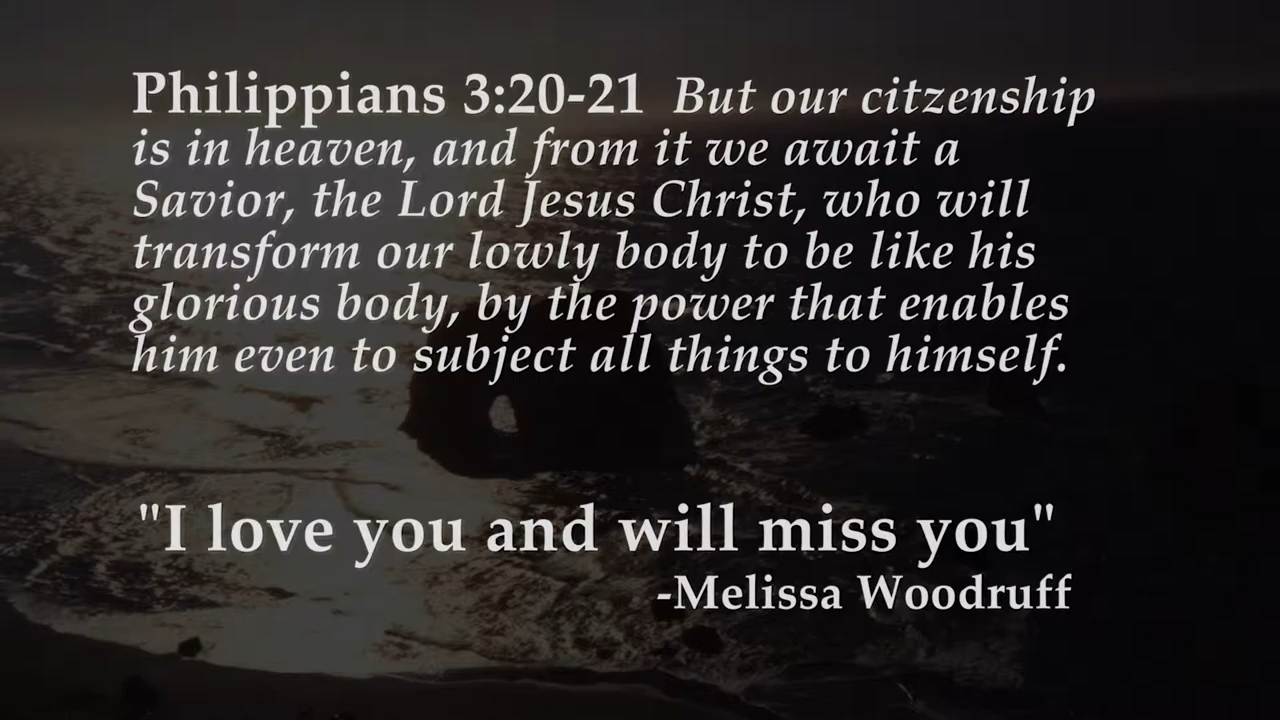 Philippians 3:20-21 But our citzenship
is in heaven, and from it we await a
Savior, the Lord Jesus Christ, who will
transform our lowly body to be like his
glorious body, by the power that enables
him even to subject all things to himself.
"I love you and will miss you"
-Melissa Woodruff